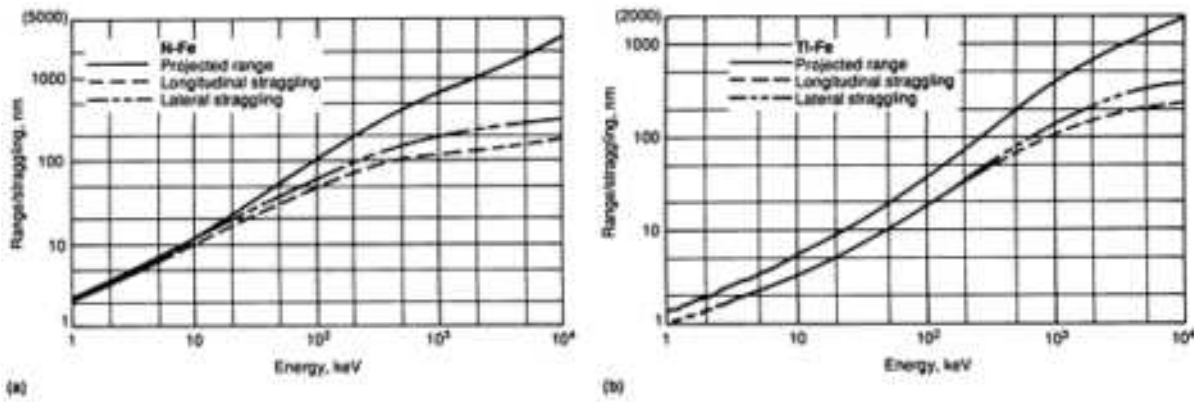 (5000)
1000
100
10
1
Range/straggling, nm
N-Fe
Projected range
Longitudinal straggling
Lateral straggling
1
10
10²
10³
10⁴
Energy, keV
(a)
(2000)
1000
100
10
1
Range/straggling, nm
Ti-Fe
Projected range
Longitudinal straggling
Lateral straggling
1
10
10²
10³
10⁴
Energy, keV
(b)